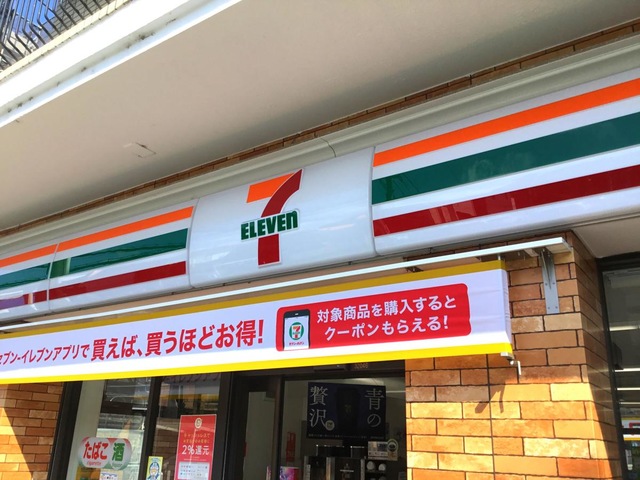 7
ELEVEN
セブン-イレブンアプリで買えば、買うほどお得!
対象商品を購入すると
クーポンもらえる!
青の
贅沢
たばこ 酒
2%還元